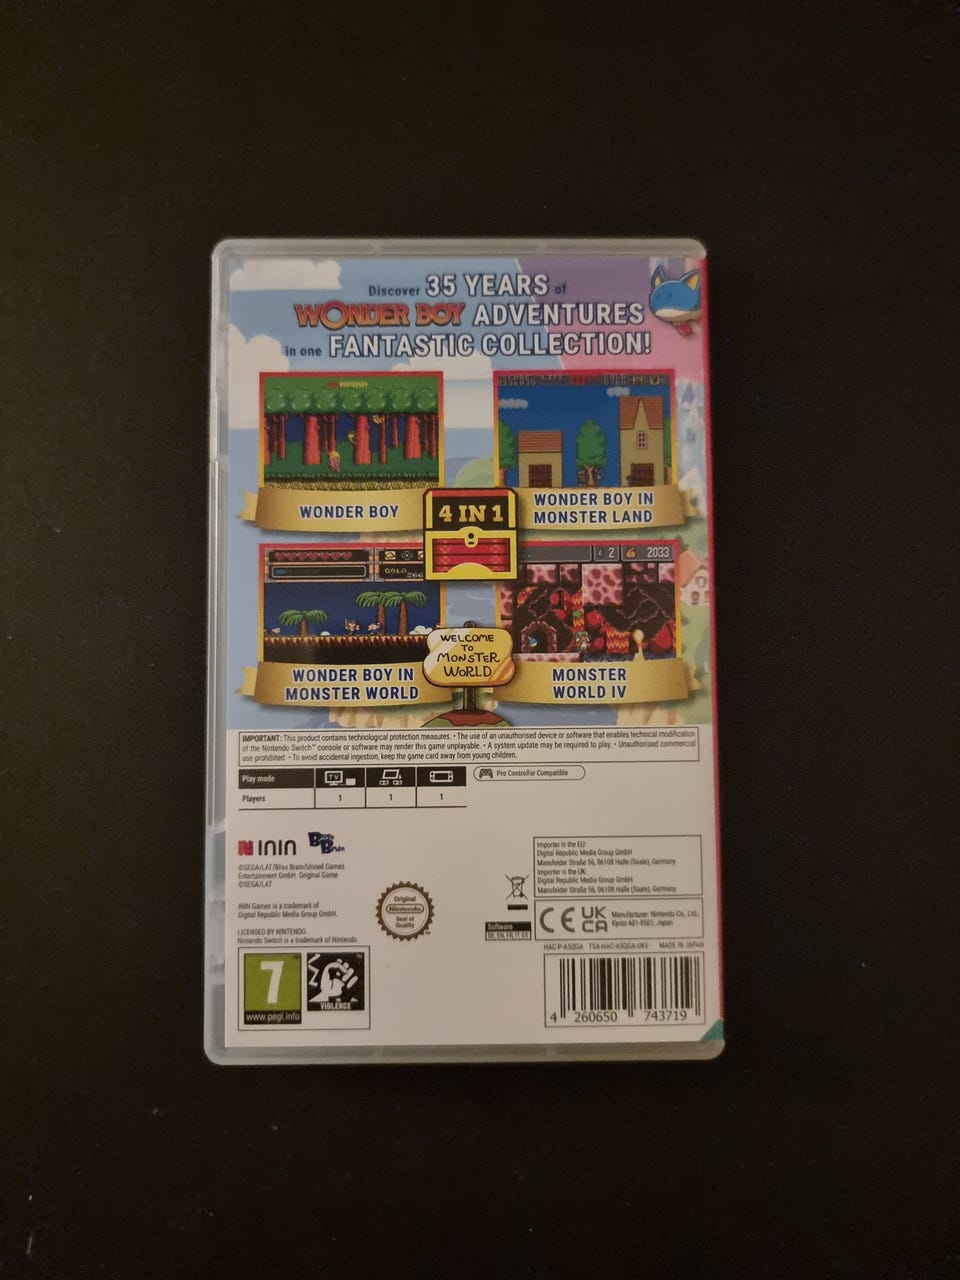 Discover 35 YEARS of
WONDER BOY ADVENTURES
in one FANTASTIC COLLECTION!
WONDER BOY
WONDER BOY IN
MONSTER LAND
4 IN 1
GOLD
2
2033
WONDER BOY IN
MONSTER WORLD
WELCOME
TO
MONSTER
WORLD
MONSTER
WORLD IV
IMPORTANT: This product contains technological protection measures. • The use of an unauthorised device or software that enables technical modification
of the Nintendo Switch™ console or software may render this game unplayable. • A system update may be required to play. • Unauthorised commercial
use prohibited. • To avoid accidental ingestion, keep the game card away from young children.
Play mode
TV
Players 1 1 1
Pro Controller Compatible
ININ
Bliss Brain
©SEGA/LAT/Bliss Brain/United Games
Entertainment GmbH. Original Game
©SEGA/LAT
ININ Games is a trademark of
Digital Republic Media Group GmbH.
LICENSED BY NINTENDO
Nintendo Switch is a trademark of Nintendo.
Original
Nintendo
Seal of
Quality
TM
Importer in the EU:
Digital Republic Media Group GmbH
Mansfelder Straße 56, 06108 Halle (Saale), Germany
Importer in the UK:
Digital Republic Media Group GmbH
Mansfelder Straße 56, 06108 Halle (Saale), Germany
Software
CE UK
CA
Manufacturer: Nintendo Co., Ltd.,
Kyoto 601-8501, Japan
HAC-P-A5QGA TSA-HAC-A5QGA-UKV MADE IN JAPAN
7
www.pegi.info
VIOLENCE
4 260650 743719